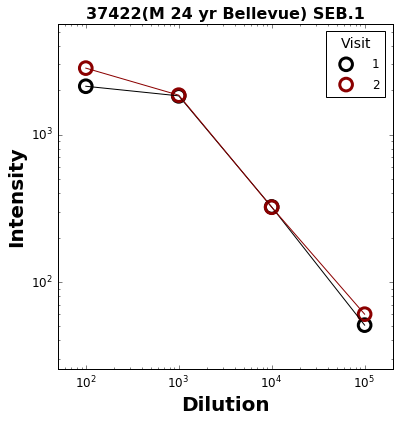 37422(M 24 yr Bellevue) SEB.1
Visit
1
2
Intensity
10³
10²
10² 10³ 10⁴ 10⁵
Dilution